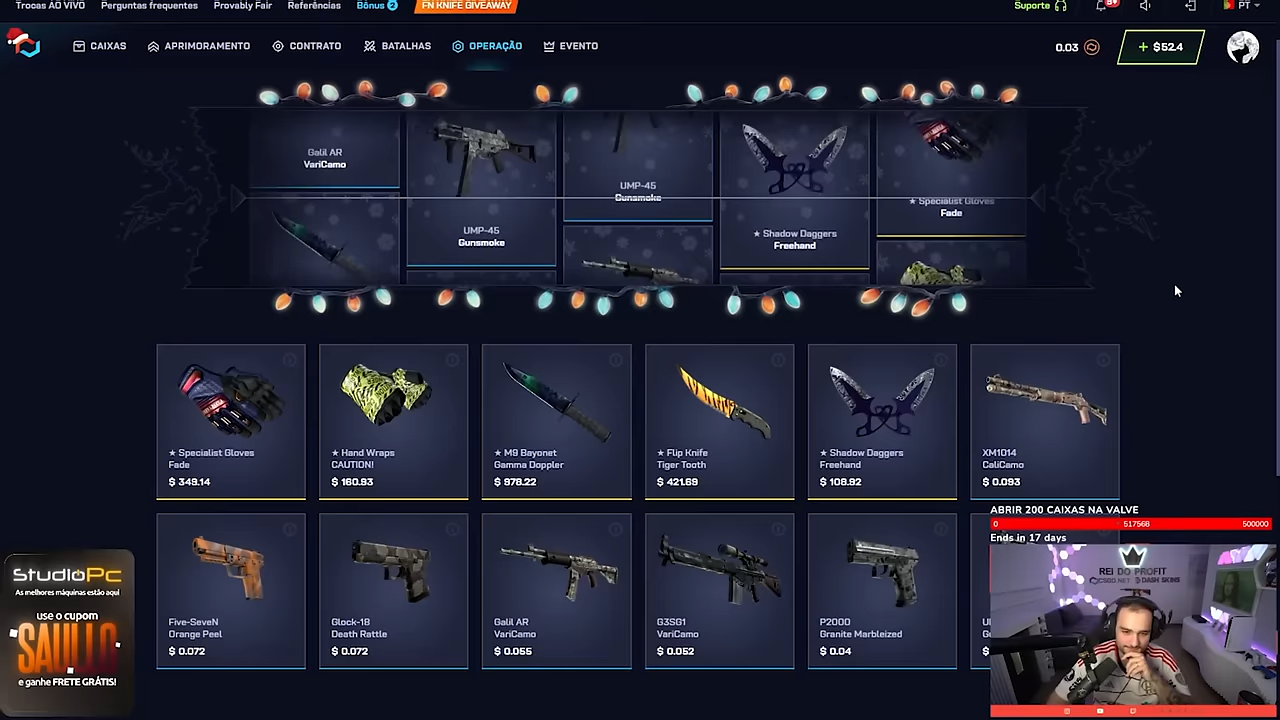 Trocas AO VIVO
Perguntas frequentes
Provably Fair
Referências
Bônus 2
FN KNIFE GIVEAWAY
Suporte
PT
CAIXAS
APRIMORAMENTO
CONTRATO
BATALHAS
OPERAÇÃO
EVENTO
0.03
+ $52.4
Galil AR
VariCamo
UMP-45
Gunsmoke
UMP-45
Gunsmoke
★ Shadow Daggers
Freehand
★ Specialist Gloves
Fade
★ Specialist Gloves
Fade
$ 349.14
★ Hand Wraps
CAUTION!
$ 160.93
★ M9 Bayonet
Gamma Doppler
$ 978.22
★ Flip Knife
Tiger Tooth
$ 421.69
★ Shadow Daggers
Freehand
$ 108.92
XM1014
CaliCamo
$ 0.093
Five-SeveN
Orange Peel
$ 0.072
Glock-18
Death Rattle
$ 0.072
Galil AR
VariCamo
$ 0.055
G3SG1
VariCamo
$ 0.052
P2000
Granite Marbleized
$ 0.04
ABRIR 200 CAIXAS NA VALVE
0 517568 500000
Ends in 17 days
REI DO PROFIT
CSGO.NET
DASH SKINS
STUDIOPC
As melhores máquinas estão aqui
use o cupom
SAULLO
e ganhe FRETE GRÁTIS!